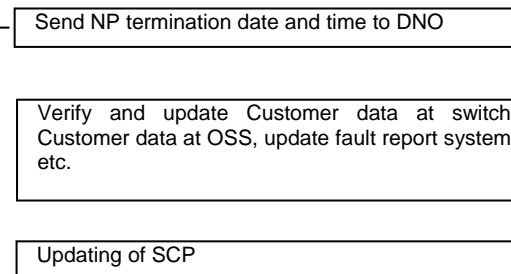 Send NP termination date and time to DNO
Verify and update Customer data at switch
Customer data at OSS, update fault report system
etc.
Updating of SCP